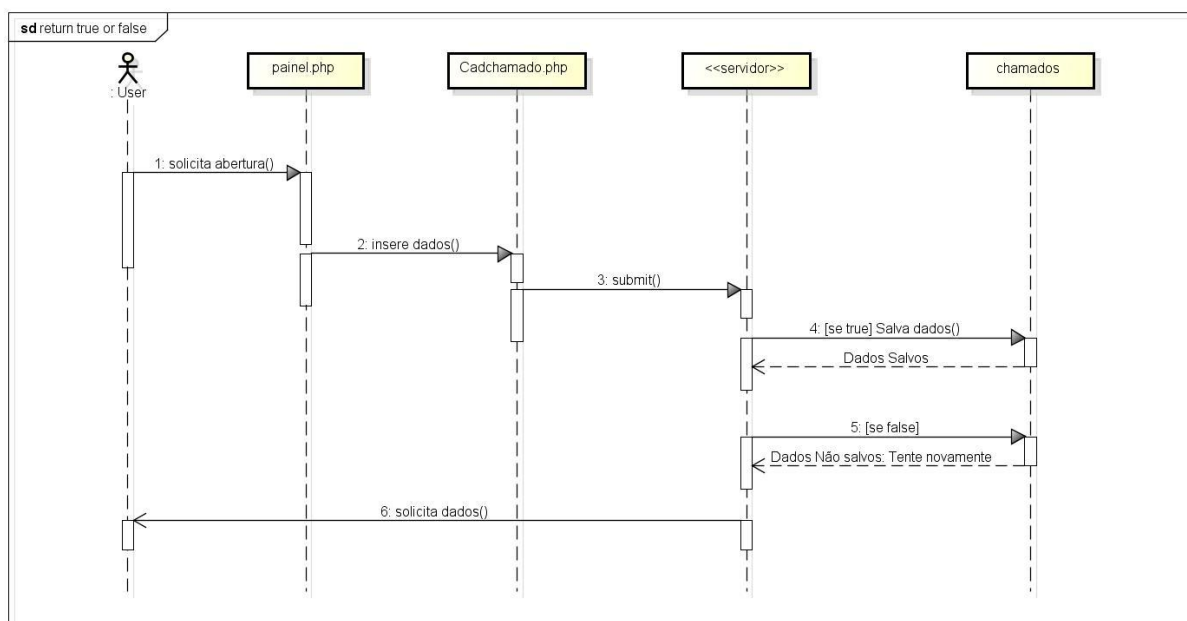 sd return true or false
: User
painel.php
Cadchamado.php
<<servidor>>
chamados
1: solicita abertura()
2: insere dados()
3: submit()
4: [se true] Salva dados()
Dados Salvos
5: [se false]
Dados Não salvos: Tente novamente
6: solicita dados()